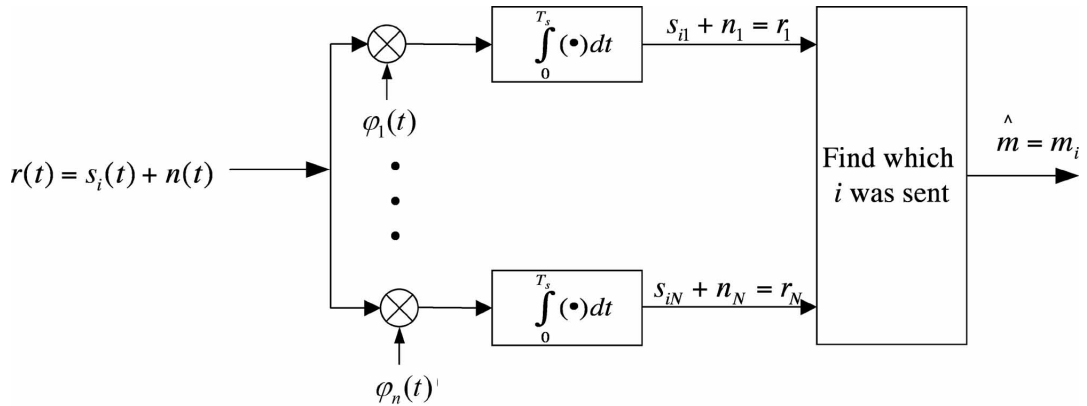 r(t) = s_i(t) + n(t)
φ_1(t)
∫_0^{T_s} (•) dt
s_{i1} + n_1 = r_1
φ_n(t)
∫_0^{T_s} (•) dt
s_{iN} + n_N = r_N
Find which
i was sent
m̂ = m_i